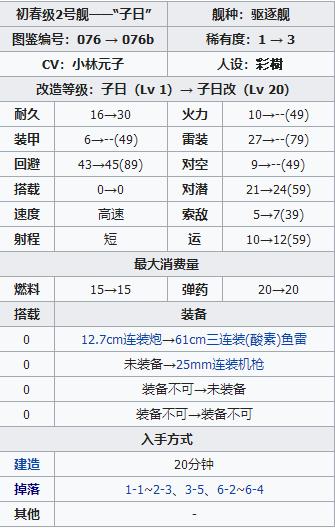 初春级2号舰——“子日” 舰种：驱逐舰
图鉴编号：076 → 076b 稀有度：1 → 3
CV：小林元子 人设：彩樹
改造等级：子日（Lv 1）→ 子日改（Lv 20）
耐久 16→30 火力 10→--(49)
装甲 6→--(49) 雷装 27→--(79)
回避 43→45(89) 对空 9→--(49)
搭载 0→0 对潜 21→24(59)
速度 高速 索敌 5→7(39)
射程 短 运 10→12(59)
最大消费量
燃料 15→15 弹药 20→20
搭载 装备
0 12.7cm连装炮→61cm三连装(酸素)鱼雷
0 未装备→25mm连装机枪
0 装备不可→未装备
0 装备不可→装备不可
入手方式
建造 20分钟
掉落 1-1~2-3、3-5、6-2~6-4
其他 -